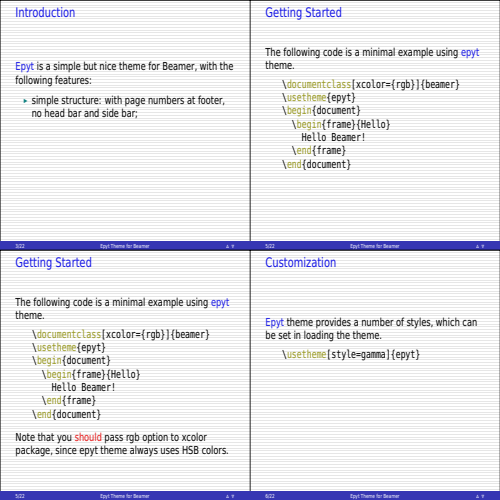 Introduction
Epyt is a simple but nice theme for Beamer, with the
following features:
▸ simple structure: with page numbers at footer,
no head bar and side bar;
3/22 Epyt Theme for Beamer
Getting Started
The following code is a minimal example using epyt
theme.
\documentclass[xcolor={rgb}]{beamer}
\usetheme{epyt}
\begin{document}
\begin{frame}{Hello}
Hello Beamer!
\end{frame}
\end{document}
5/22 Epyt Theme for Beamer
Getting Started
The following code is a minimal example using epyt
theme.
\documentclass[xcolor={rgb}]{beamer}
\usetheme{epyt}
\begin{document}
\begin{frame}{Hello}
Hello Beamer!
\end{frame}
\end{document}
Note that you should pass rgb option to xcolor
package, since epyt theme always uses HSB colors.
5/22 Epyt Theme for Beamer
Customization
Epyt theme provides a number of styles, which can
be set in loading the theme.
\usetheme[style=gamma]{epyt}
6/22 Epyt Theme for Beamer